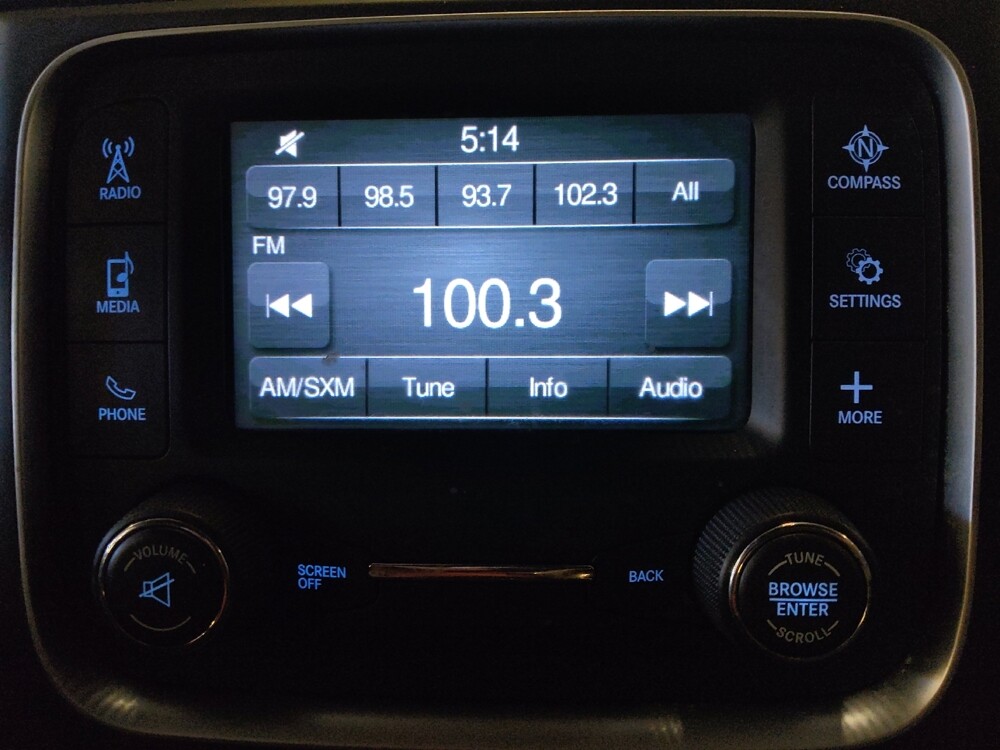 5:14
97.9 98.5 93.7 102.3 All
FM
100.3
AM/SXM Tune Info Audio
RADIO
MEDIA
PHONE
N
COMPASS
SETTINGS
MORE
VOLUME
SCREEN
OFF
BACK
TUNE
BROWSE
ENTER
SCROLL